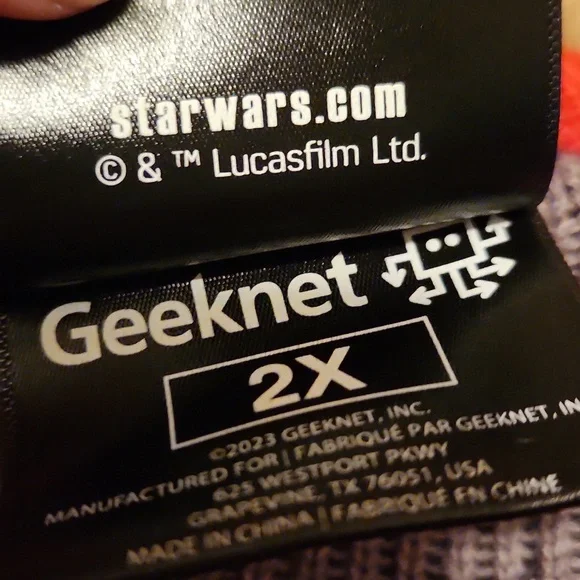 starwars.com
© & ™ Lucasfilm Ltd.
Geeknet
2X
©2023 GEEKNET, INC.
MANUFACTURED FOR | FABRIQUÉ PAR GEEKNET, IN
625 WESTPORT PKWY
GRAPEVINE, TX 76051, USA
MADE IN CHINA | FABRIQUÉ EN CHINE